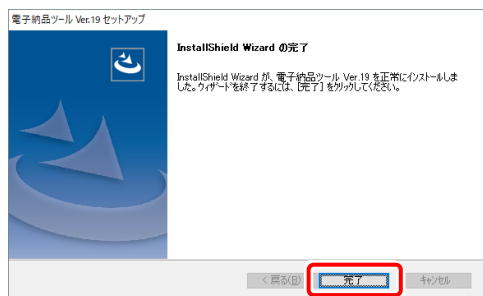 電子納品ツール Ver.19 セットアップ
InstallShield Wizard の完了
InstallShield Wizard が、電子納品ツール Ver.19 を正常にインストールしま
した。ウィザードを終了するには、[完了] をクリックしてください。
< 戻る(B)
完了
キャンセル